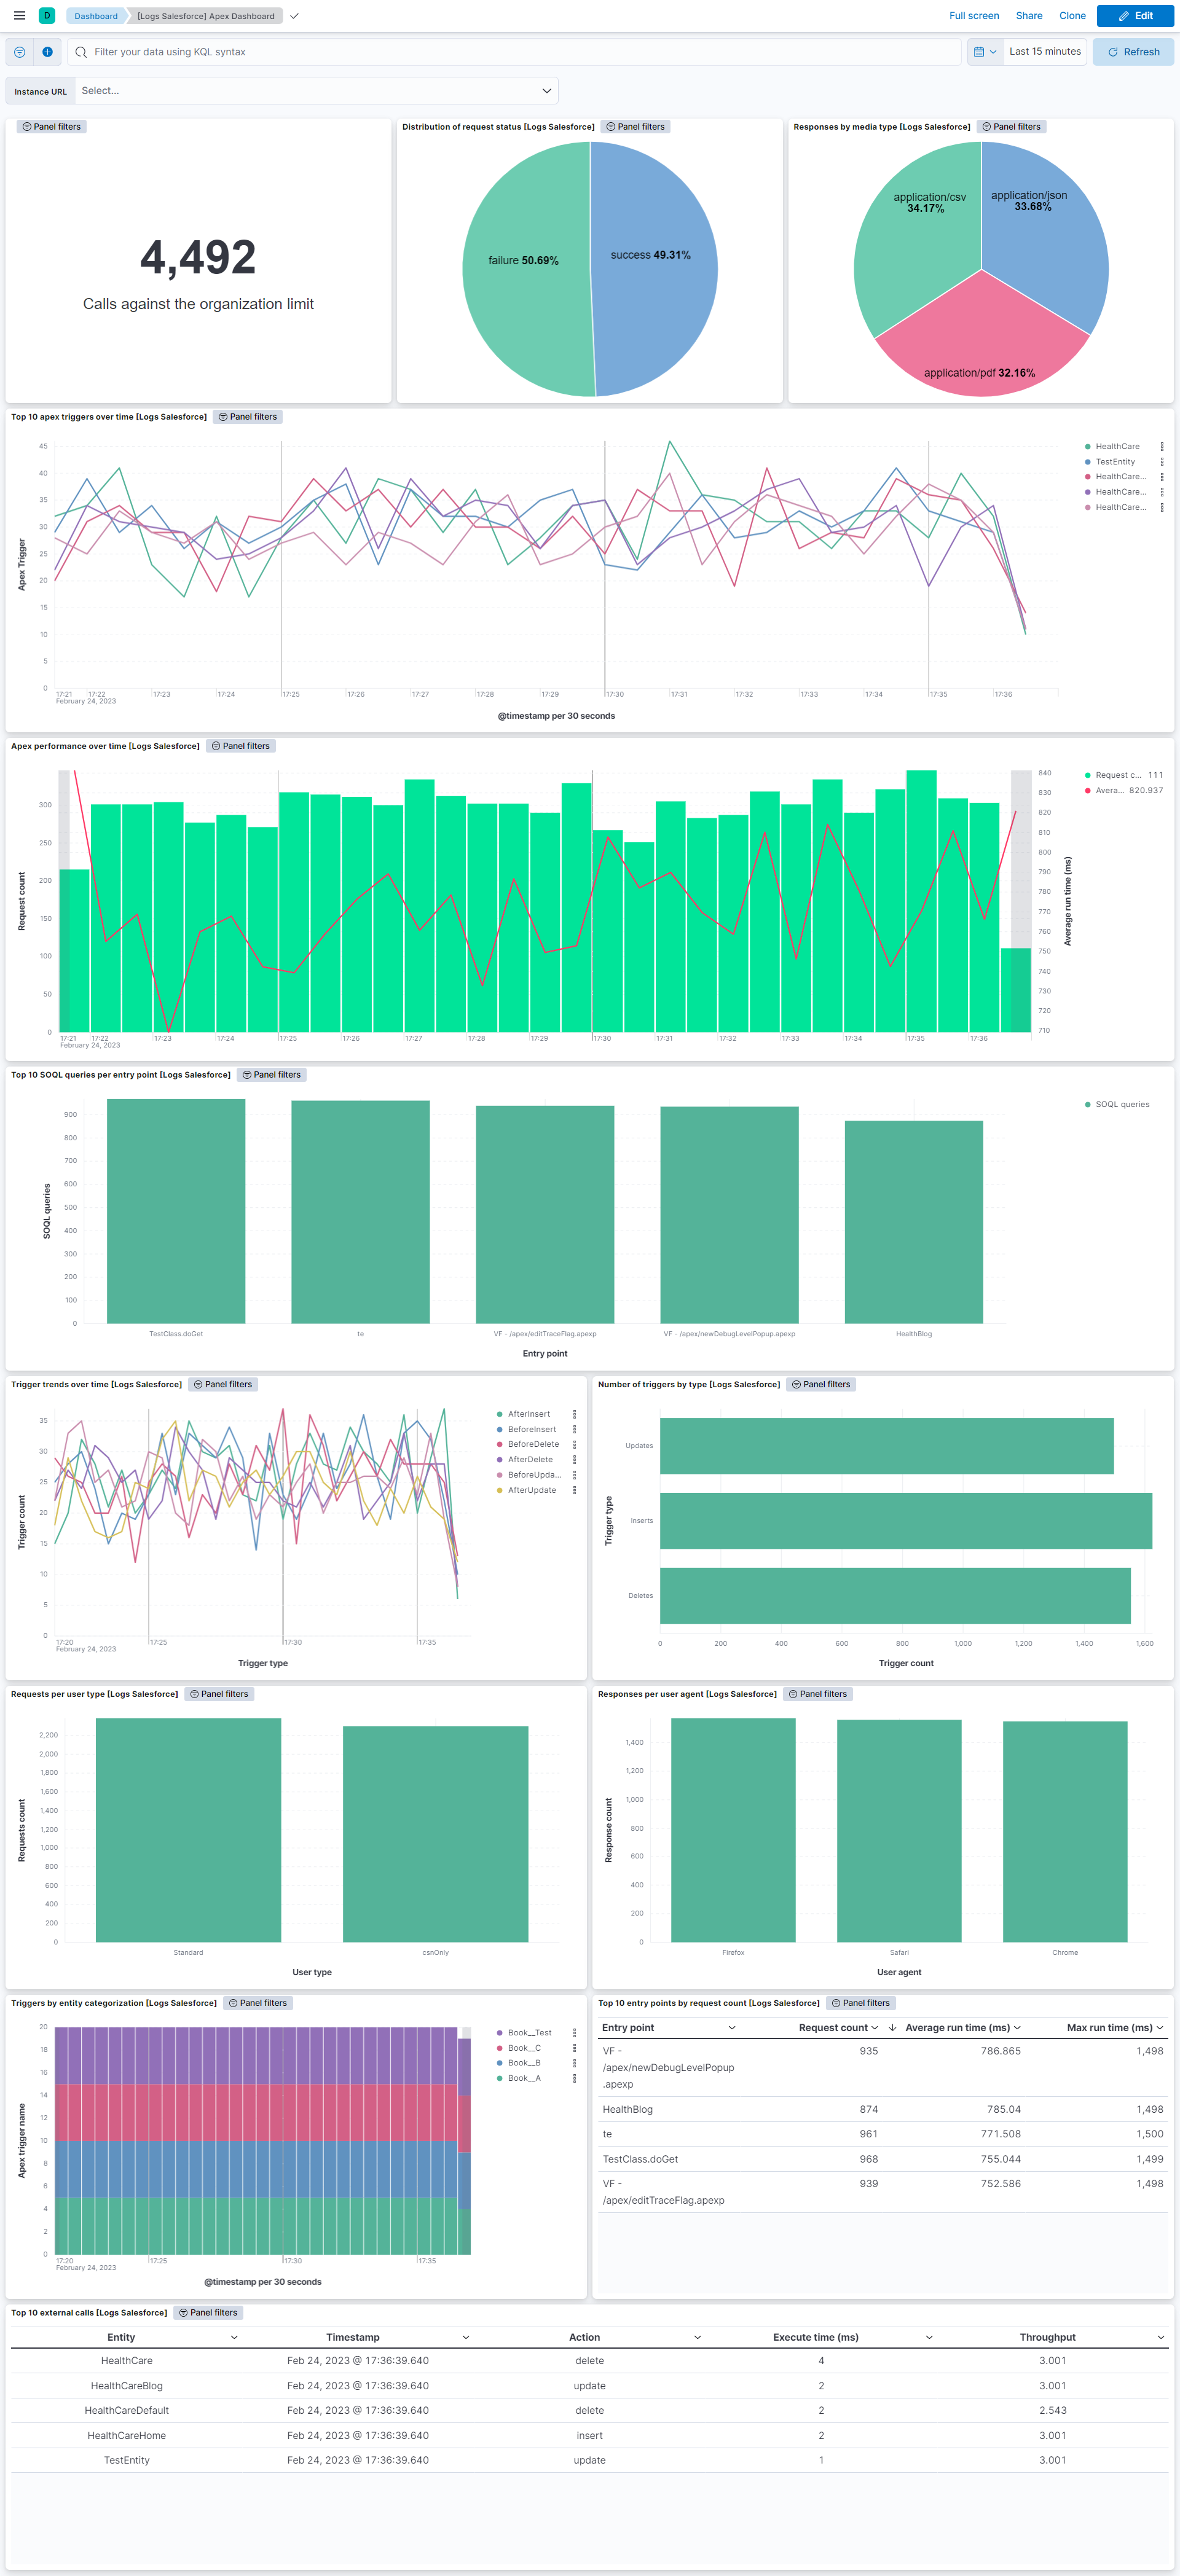 D Dashboard [Logs Salesforce] Apex Dashboard Full screen Share Clone Edit
Filter your data using KQL syntax Last 15 minutes Refresh
Instance URL Select...
Panel filters
4,492
Calls against the organization limit
Distribution of request status [Logs Salesforce] Panel filters
failure 50.69%
success 49.31%
Responses by media type [Logs Salesforce] Panel filters
application/csv
34.17%
application/json
33.68%
application/pdf 32.16%
Top 10 apex triggers over time [Logs Salesforce] Panel filters
Apex Trigger
45
40
35
30
25
20
15
10
5
0
17:21 17:22 17:23 17:24 17:25 17:26 17:27 17:28 17:29 17:30 17:31 17:32 17:33 17:34 17:35 17:36
February 24, 2023
@timestamp per 30 seconds
HealthCare
TestEntity
HealthCare...
HealthCare...
HealthCare...
Apex performance over time [Logs Salesforce] Panel filters
Request count
300
250
200
150
100
50
0
17:21 17:22 17:23 17:24 17:25 17:26 17:27 17:28 17:29 17:30 17:31 17:32 17:33 17:34 17:35 17:36
February 24, 2023
840
830
820
810
800
790
780
770
760
750
740
730
720
710
Average run time (ms)
Request c... 111
Avera... 820.937
Top 10 SOQL queries per entry point [Logs Salesforce] Panel filters
SOQL queries
900
800
700
600
500
400
300
200
100
0
TestClass.doGet te VF - /apex/editTraceFlag.apexp VF - /apex/newDebugLevelPopup.apexp HealthBlog
Entry point
SOQL queries
Trigger trends over time [Logs Salesforce] Panel filters
Trigger count
35
30
25
20
15
10
5
0
17:20 17:25 17:30 17:35
February 24, 2023
Trigger type
AfterInsert
BeforeInsert
BeforeDelete
AfterDelete
BeforeUpda...
AfterUpdate
Number of triggers by type [Logs Salesforce] Panel filters
Trigger type
Updates
Inserts
Deletes
0 200 400 600 800 1,000 1,200 1,400 1,600
Trigger count
Requests per user type [Logs Salesforce] Panel filters
Requests count
2,200
2,000
1,800
1,600
1,400
1,200
1,000
800
600
400
200
0
Standard csnOnly
User type
Responses per user agent [Logs Salesforce] Panel filters
Response count
1,400
1,200
1,000
800
600
400
200
0
Firefox Safari Chrome
User agent
Triggers by entity categorization [Logs Salesforce] Panel filters
Apex trigger name
20
18
16
14
12
10
8
6
4
2
0
17:20 17:25 17:30 17:35
February 24, 2023
@timestamp per 30 seconds
Book__Test
Book__C
Book__B
Book__A
Top 10 entry points by request count [Logs Salesforce] Panel filters
Entry point Request count Average run time (ms) Max run time (ms)
VF - 935 786.865 1,498
/apex/newDebugLevelPopup
.apexp
HealthBlog 874 785.04 1,498
te 961 771.508 1,500
TestClass.doGet 968 755.044 1,499
VF - 939 752.586 1,498
/apex/editTraceFlag.apexp
Top 10 external calls [Logs Salesforce] Panel filters
Entity Timestamp Action Execute time (ms) Throughput
HealthCare Feb 24, 2023 @ 17:36:39.640 delete 4 3.001
HealthCareBlog Feb 24, 2023 @ 17:36:39.640 update 2 3.001
HealthCareDefault Feb 24, 2023 @ 17:36:39.640 delete 2 2.543
HealthCareHome Feb 24, 2023 @ 17:36:39.640 insert 2 3.001
TestEntity Feb 24, 2023 @ 17:36:39.640 update 1 3.001